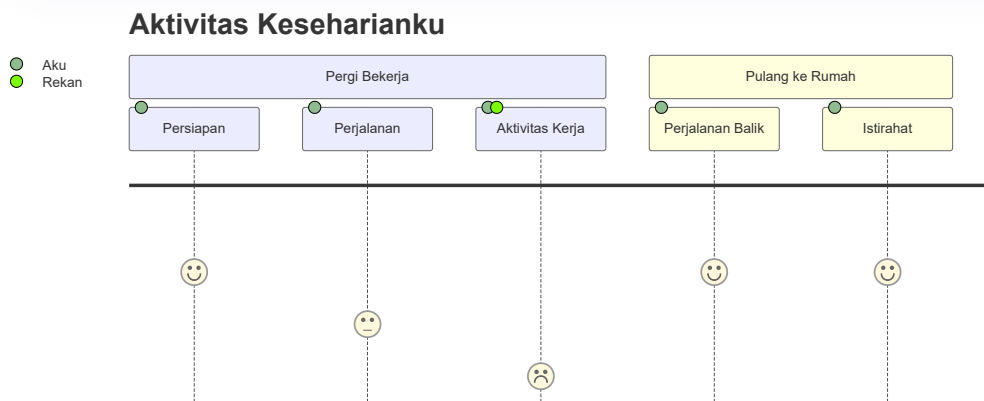 Aktivitas Keseharianku
Aku
Rekan
Pergi Bekerja
Pulang ke Rumah
Persiapan
Perjalanan
Aktivitas Kerja
Perjalanan Balik
Istirahat